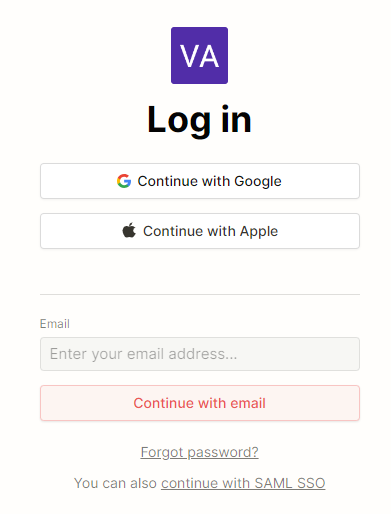 VA
Log in
Continue with Google
Continue with Apple
Email
Enter your email address...
Continue with email
Forgot password?
You can also continue with SAML SSO